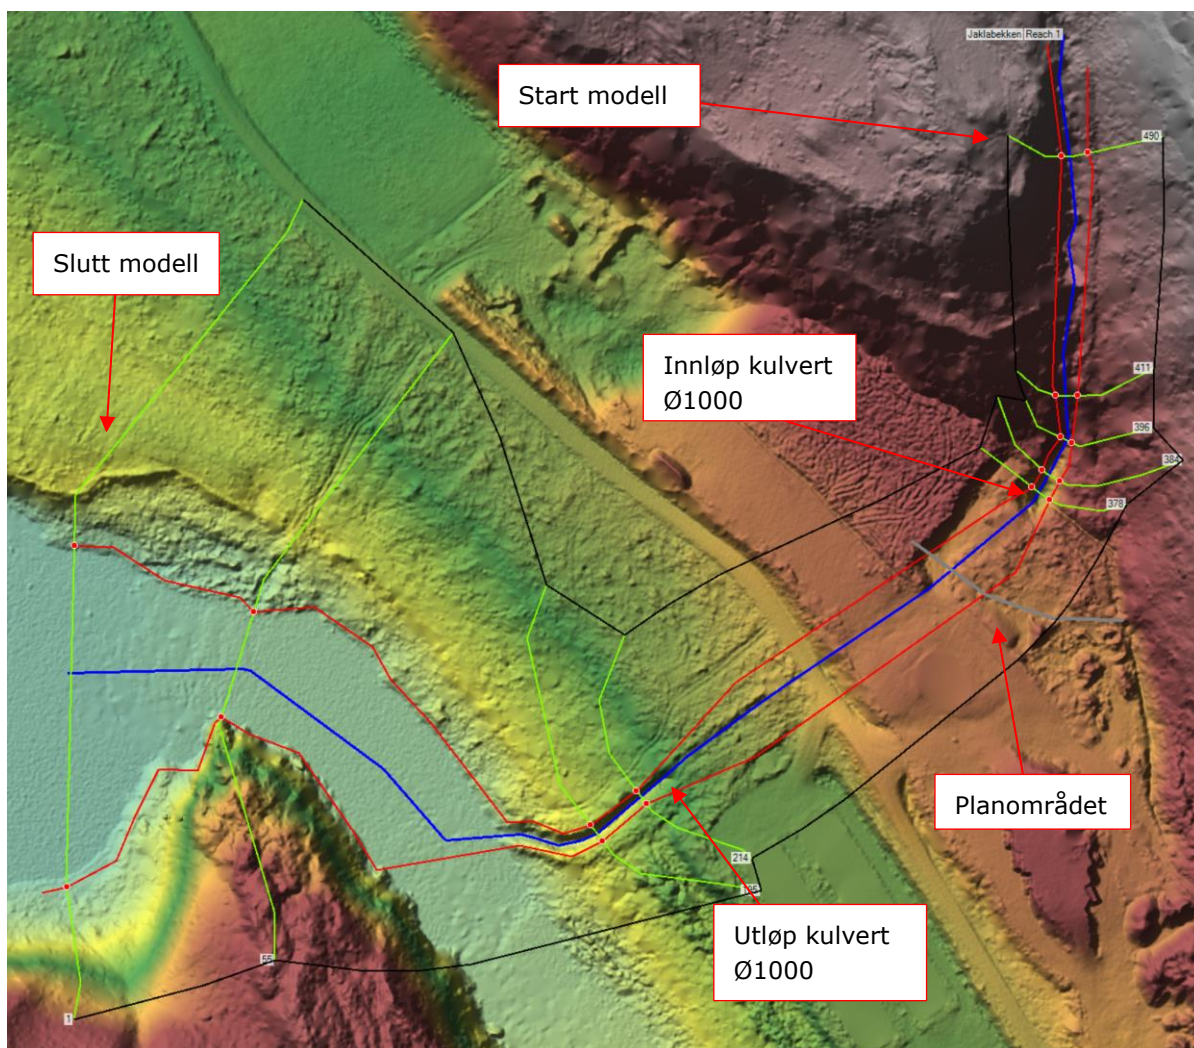 Jaklabekken Reach 1
Start modell
490
Slutt modell
Innløp kulvert
Ø1000
411
396
384
378
Planområdet
214
Utløp kulvert
Ø1000
55
1